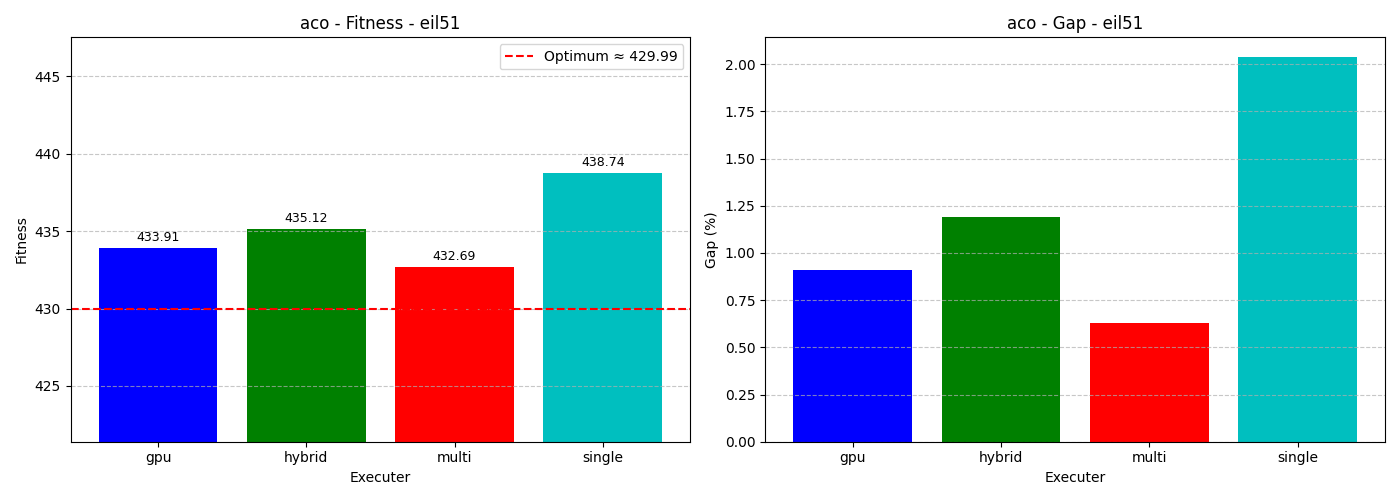 aco - Fitness - eil51
Optimum ≈ 429.99
445
440
435
430
425
Fitness
433.91
435.12
432.69
438.74
gpu
hybrid
multi
single
Executer
aco - Gap - eil51
2.00
1.75
1.50
1.25
1.00
0.75
0.50
0.25
0.00
Gap (%)
gpu
hybrid
multi
single
Executer